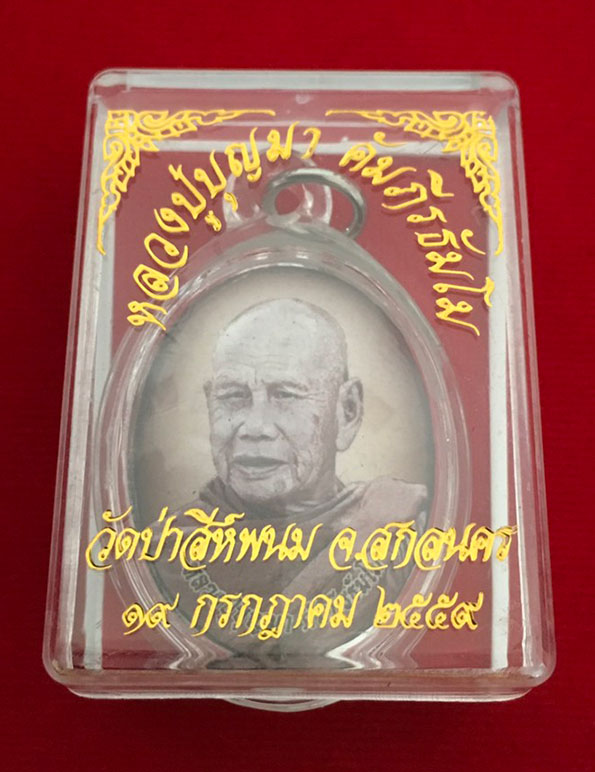 หลวงปู่บุญมา คัมภีรธัมโม
วัดป่าสีห์พนม จ.สกลนคร
๑๙ กรกฎาคม ๒๕๕๙